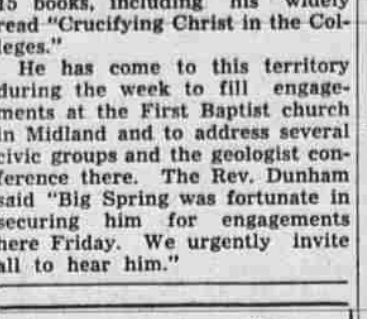 15 books, including his widely
read "Crucifying Christ in the Col-
leges."
He has come to this territory
during the week to fill engage-
ments at the First Baptist church
in Midland and to address several
civic groups and the geologist con-
ference there. The Rev. Dunham
said "Big Spring was fortunate in
securing him for engagements
here Friday. We urgently invite
all to hear him."